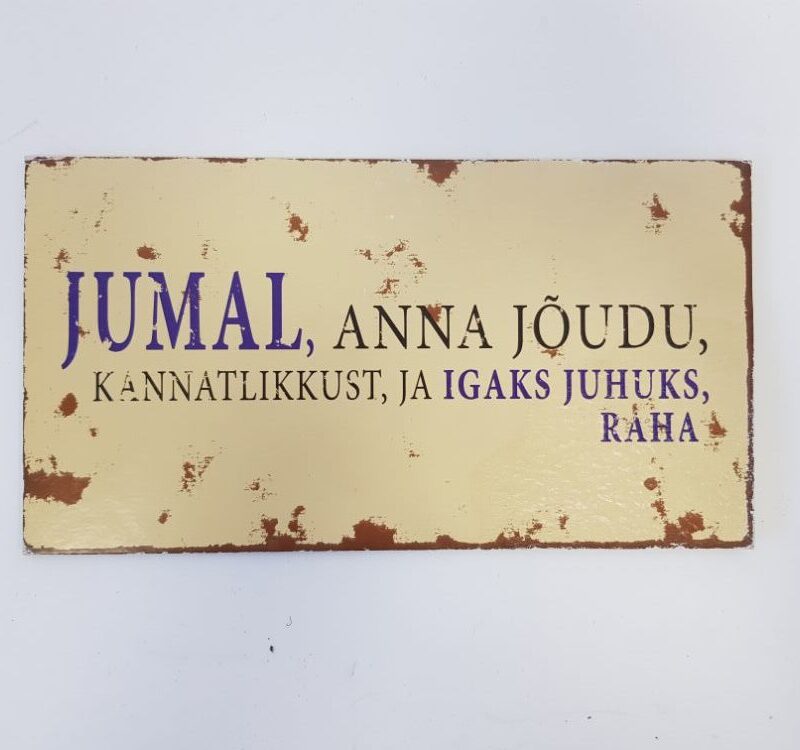 JUMAL, ANNA JÕUDU,
KANNATLIKKUST, JA IGAKS JUHUKS,
RAHA